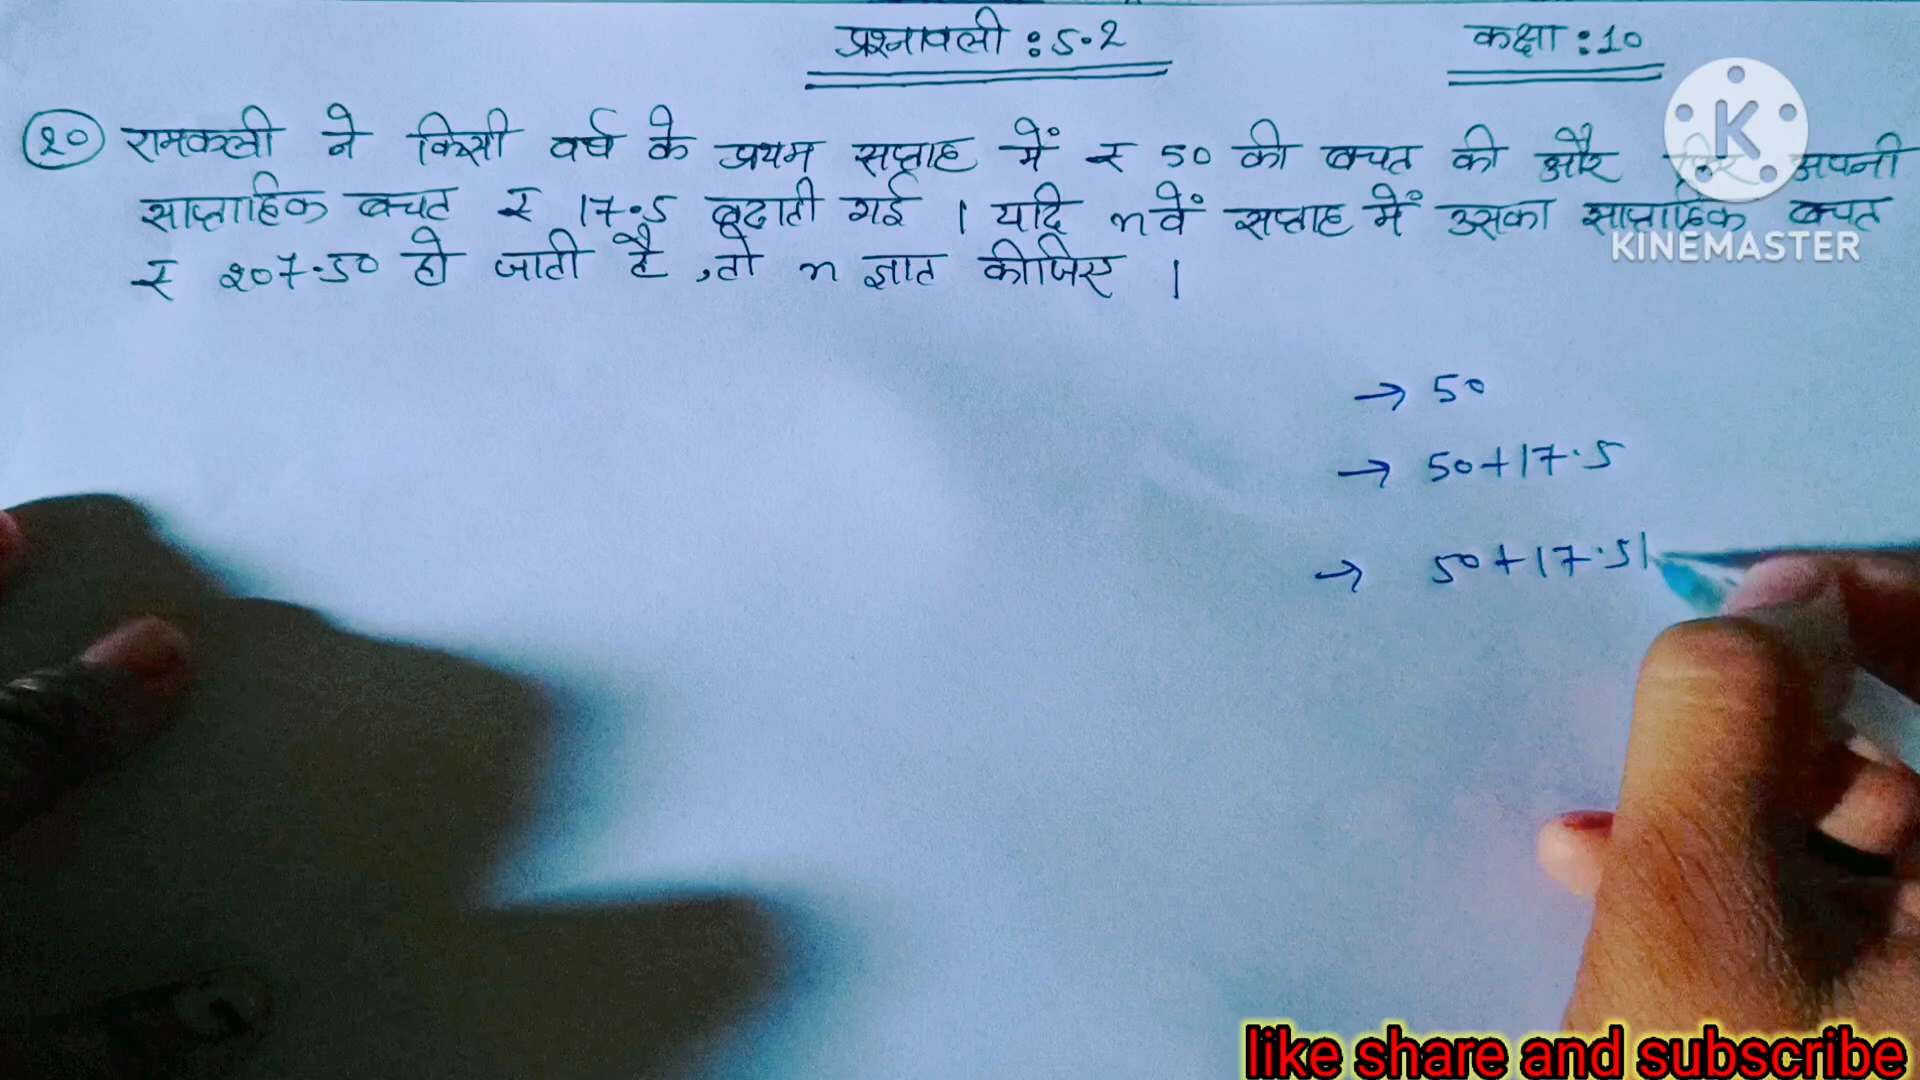 प्रश्नावली : 5.2
कक्षा : 10
20 रामकली ने किसी वर्ष के प्रथम सप्ताह में ₹ 50 की बचत की और अपनी
साप्ताहिक बचत ₹ 17.5 बढ़ाती गई । यदि n वें सप्ताह में उसका साप्ताहिक बचत
₹ 207.50 हो जाती है , तो n ज्ञात कीजिए ।
K
KINEMASTER
→ 50
→ 50+17.5
→ 50+17.5
like share and subscribe